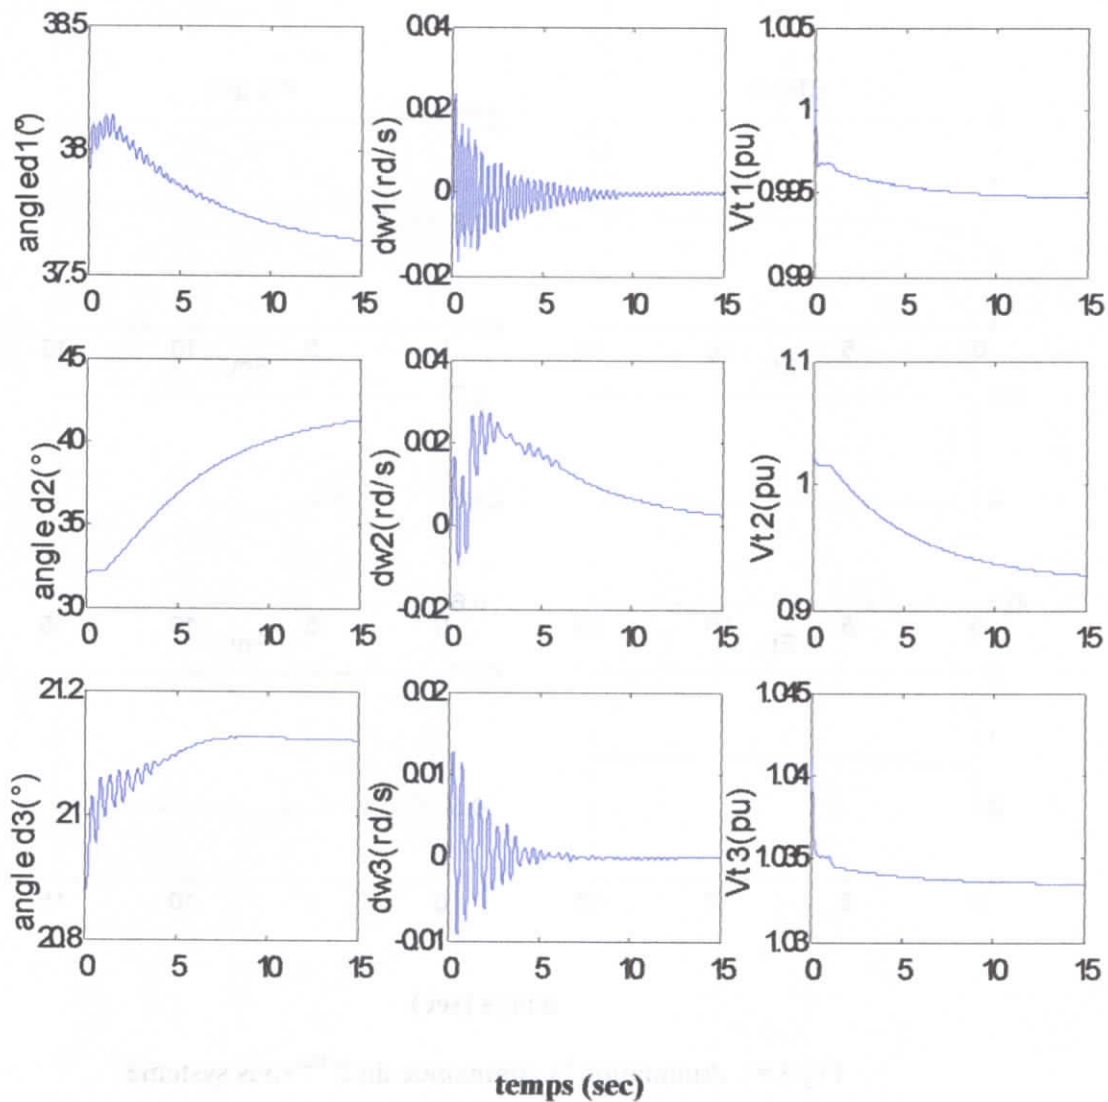 38.5
38
37.5
0 5 10 15
angle d1(°)
0.04
0.02
0
-0.02
0 5 10 15
dw1(rd/s)
1.005
1
0.995
0.99
0 5 10 15
Vt1(pu)
45
40
35
30
0 5 10 15
angle d2(°)
0.04
0.02
0
-0.02
0 5 10 15
dw2(rd/s)
1.1
1
0.9
0 5 10 15
Vt2(pu)
21.2
21
20.8
0 5 10 15
angle d3(°)
0.02
0.01
0
-0.01
0 5 10 15
dw3(rd/s)
1.045
1.04
1.035
1.03
0 5 10 15
Vt3(pu)
temps (sec)